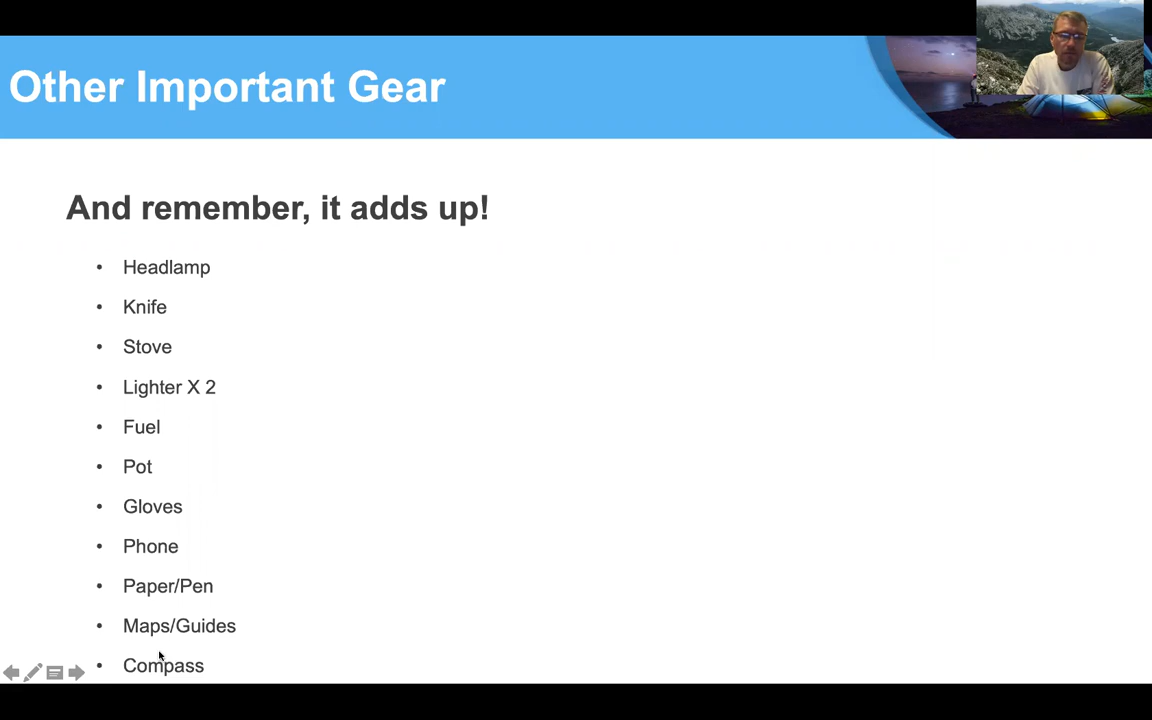 Other Important Gear
And remember, it adds up!
• Headlamp
• Knife
• Stove
• Lighter X 2
• Fuel
• Pot
• Gloves
• Phone
• Paper/Pen
• Maps/Guides
• Compass